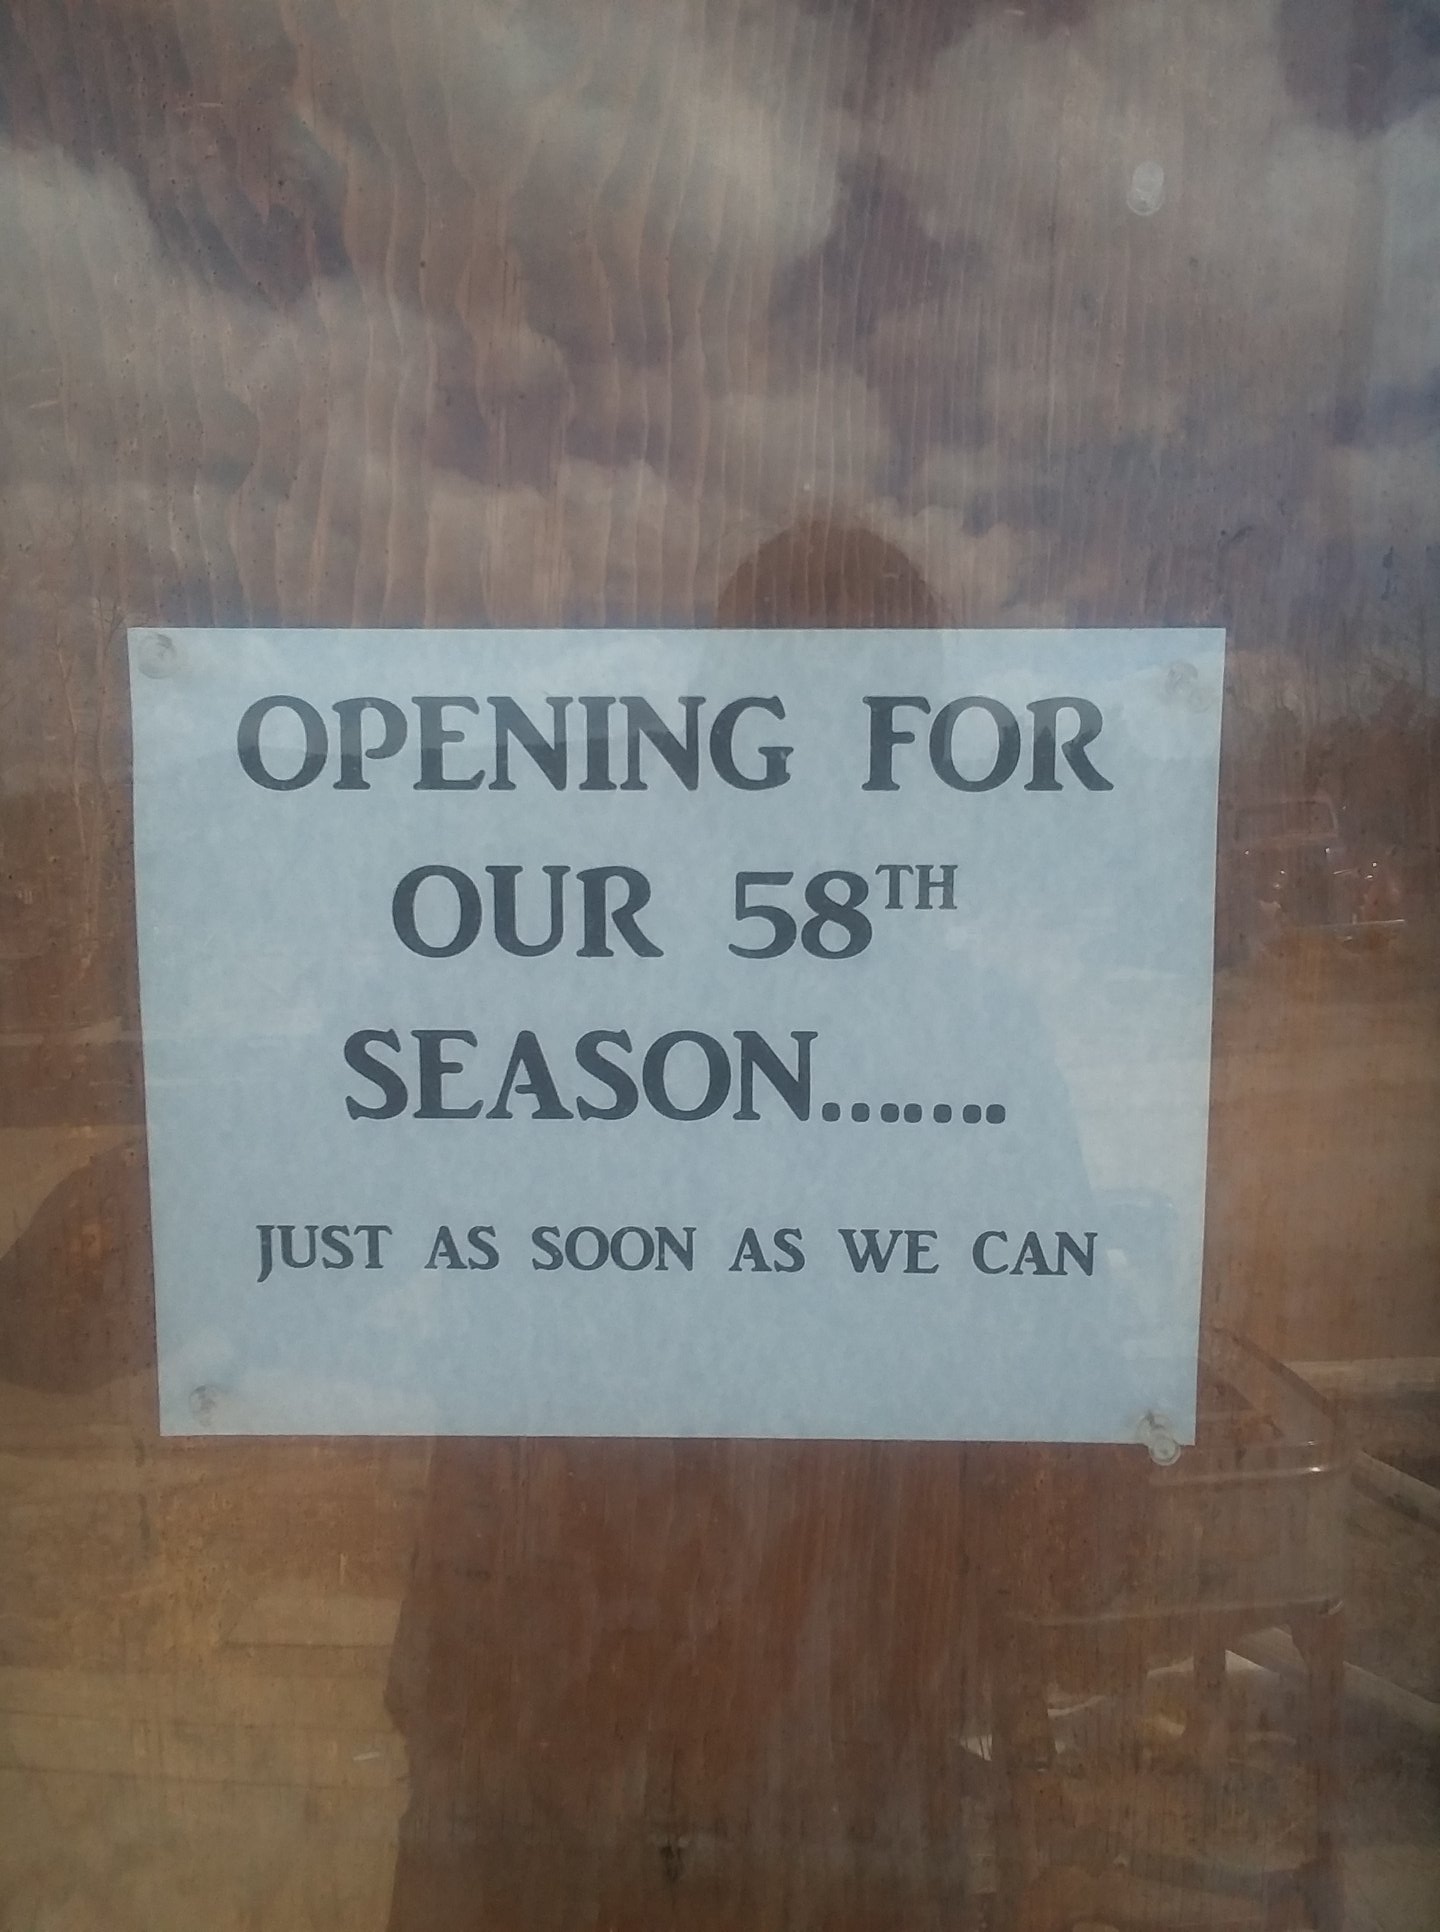 OPENING FOR
OUR 58TH
SEASON.......
JUST AS SOON AS WE CAN